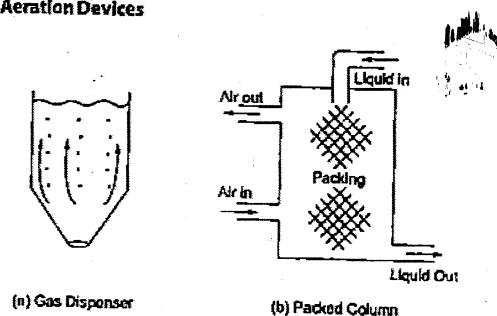 Aeration Devices
Liquid in
Air out
Packing
Air in
Liquid Out
(a) Gas Dispenser
(b) Packed Column